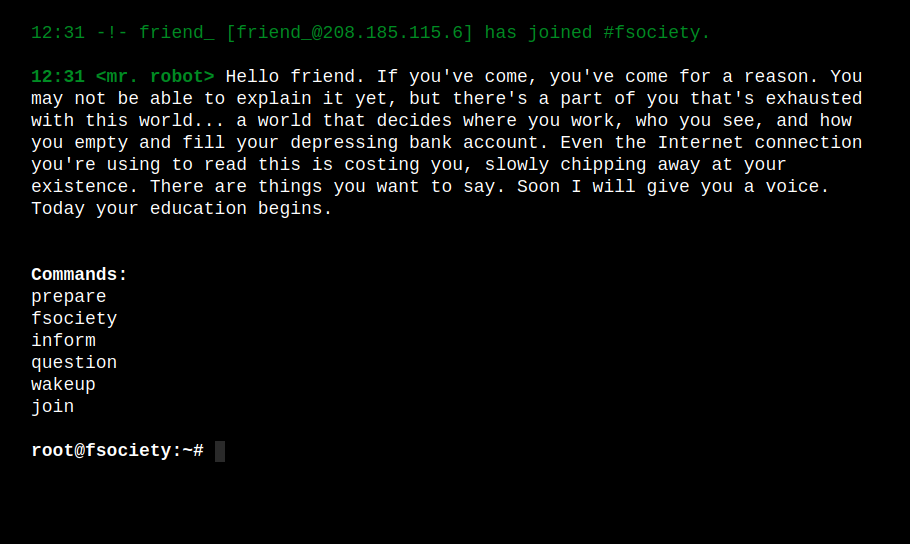 12:31 -!- friend_ [friend_@208.185.115.6] has joined #fsociety.
12:31 <mr. robot> Hello friend. If you've come, you've come for a reason. You
may not be able to explain it yet, but there's a part of you that's exhausted
with this world... a world that decides where you work, who you see, and how
you empty and fill your depressing bank account. Even the Internet connection
you're using to read this is costing you, slowly chipping away at your
existence. There are things you want to say. Soon I will give you a voice.
Today your education begins.
Commands:
prepare
fsociety
inform
question
wakeup
join
root@fsociety:~#